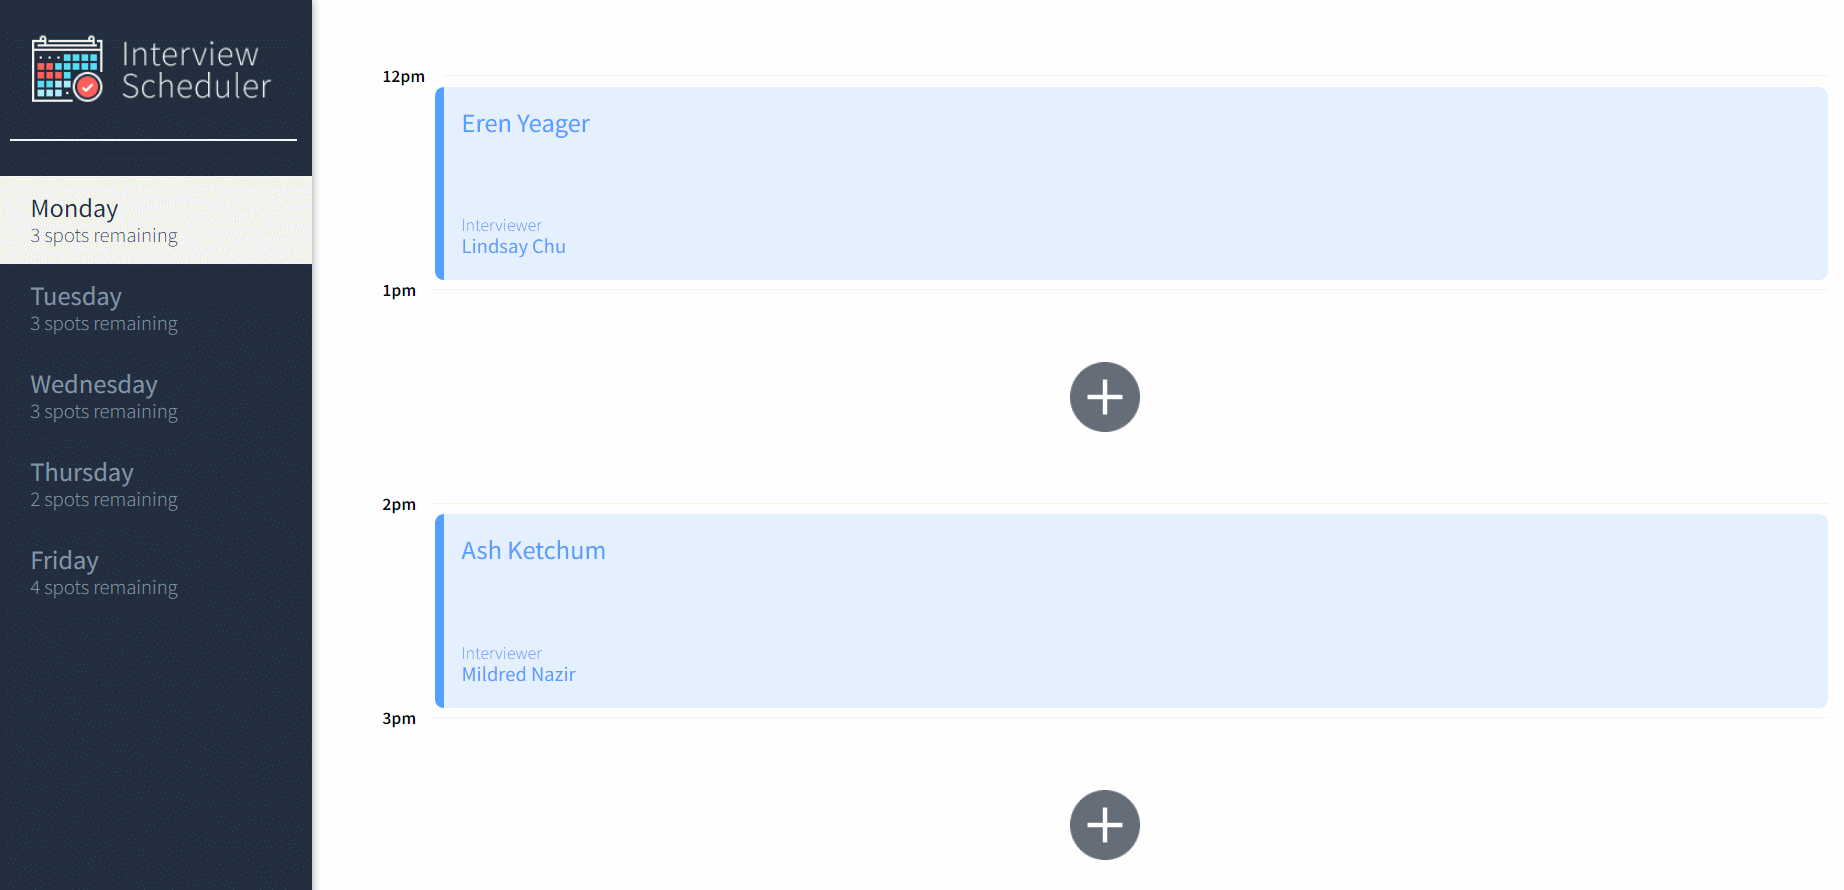 Interview
Scheduler
Monday
3 spots remaining
Tuesday
3 spots remaining
Wednesday
3 spots remaining
Thursday
2 spots remaining
Friday
4 spots remaining
12pm
Eren Yeager
Interviewer
Lindsay Chu
1pm
2pm
Ash Ketchum
Interviewer
Mildred Nazir
3pm